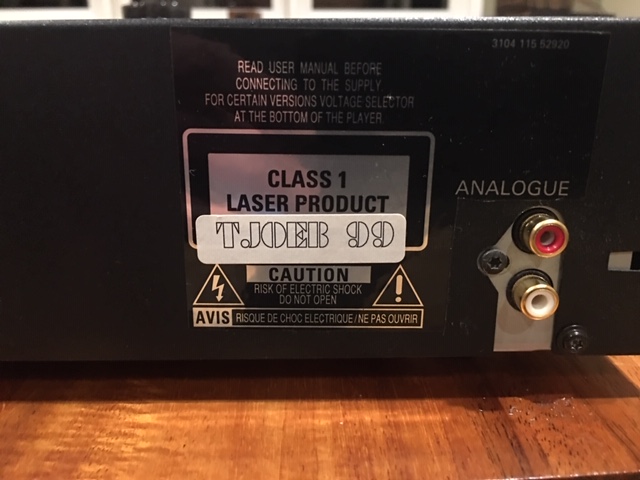 3104 115 52920
READ USER MANUAL BEFORE
CONNECTING TO THE SUPPLY
FOR CERTAIN VERSIONS VOLTAGE SELECTOR
AT THE BOTTOM OF THE PLAYER
CLASS 1
LASER PRODUCT
TJOEB 99
ANALOGUE
CAUTION
RISK OF ELECTRIC SHOCK
DO NOT OPEN
AVIS RISQUE DE CHOC ELECTRIQUE/NE PAS OUVRIR